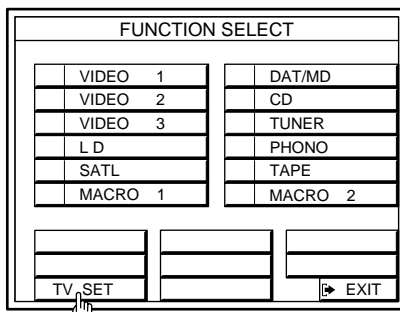 FUNCTION SELECT
VIDEO 1
VIDEO 2
VIDEO 3
L D
SATL
MACRO 1
DAT/MD
CD
TUNER
PHONO
TAPE
MACRO 2
TV SET
EXIT